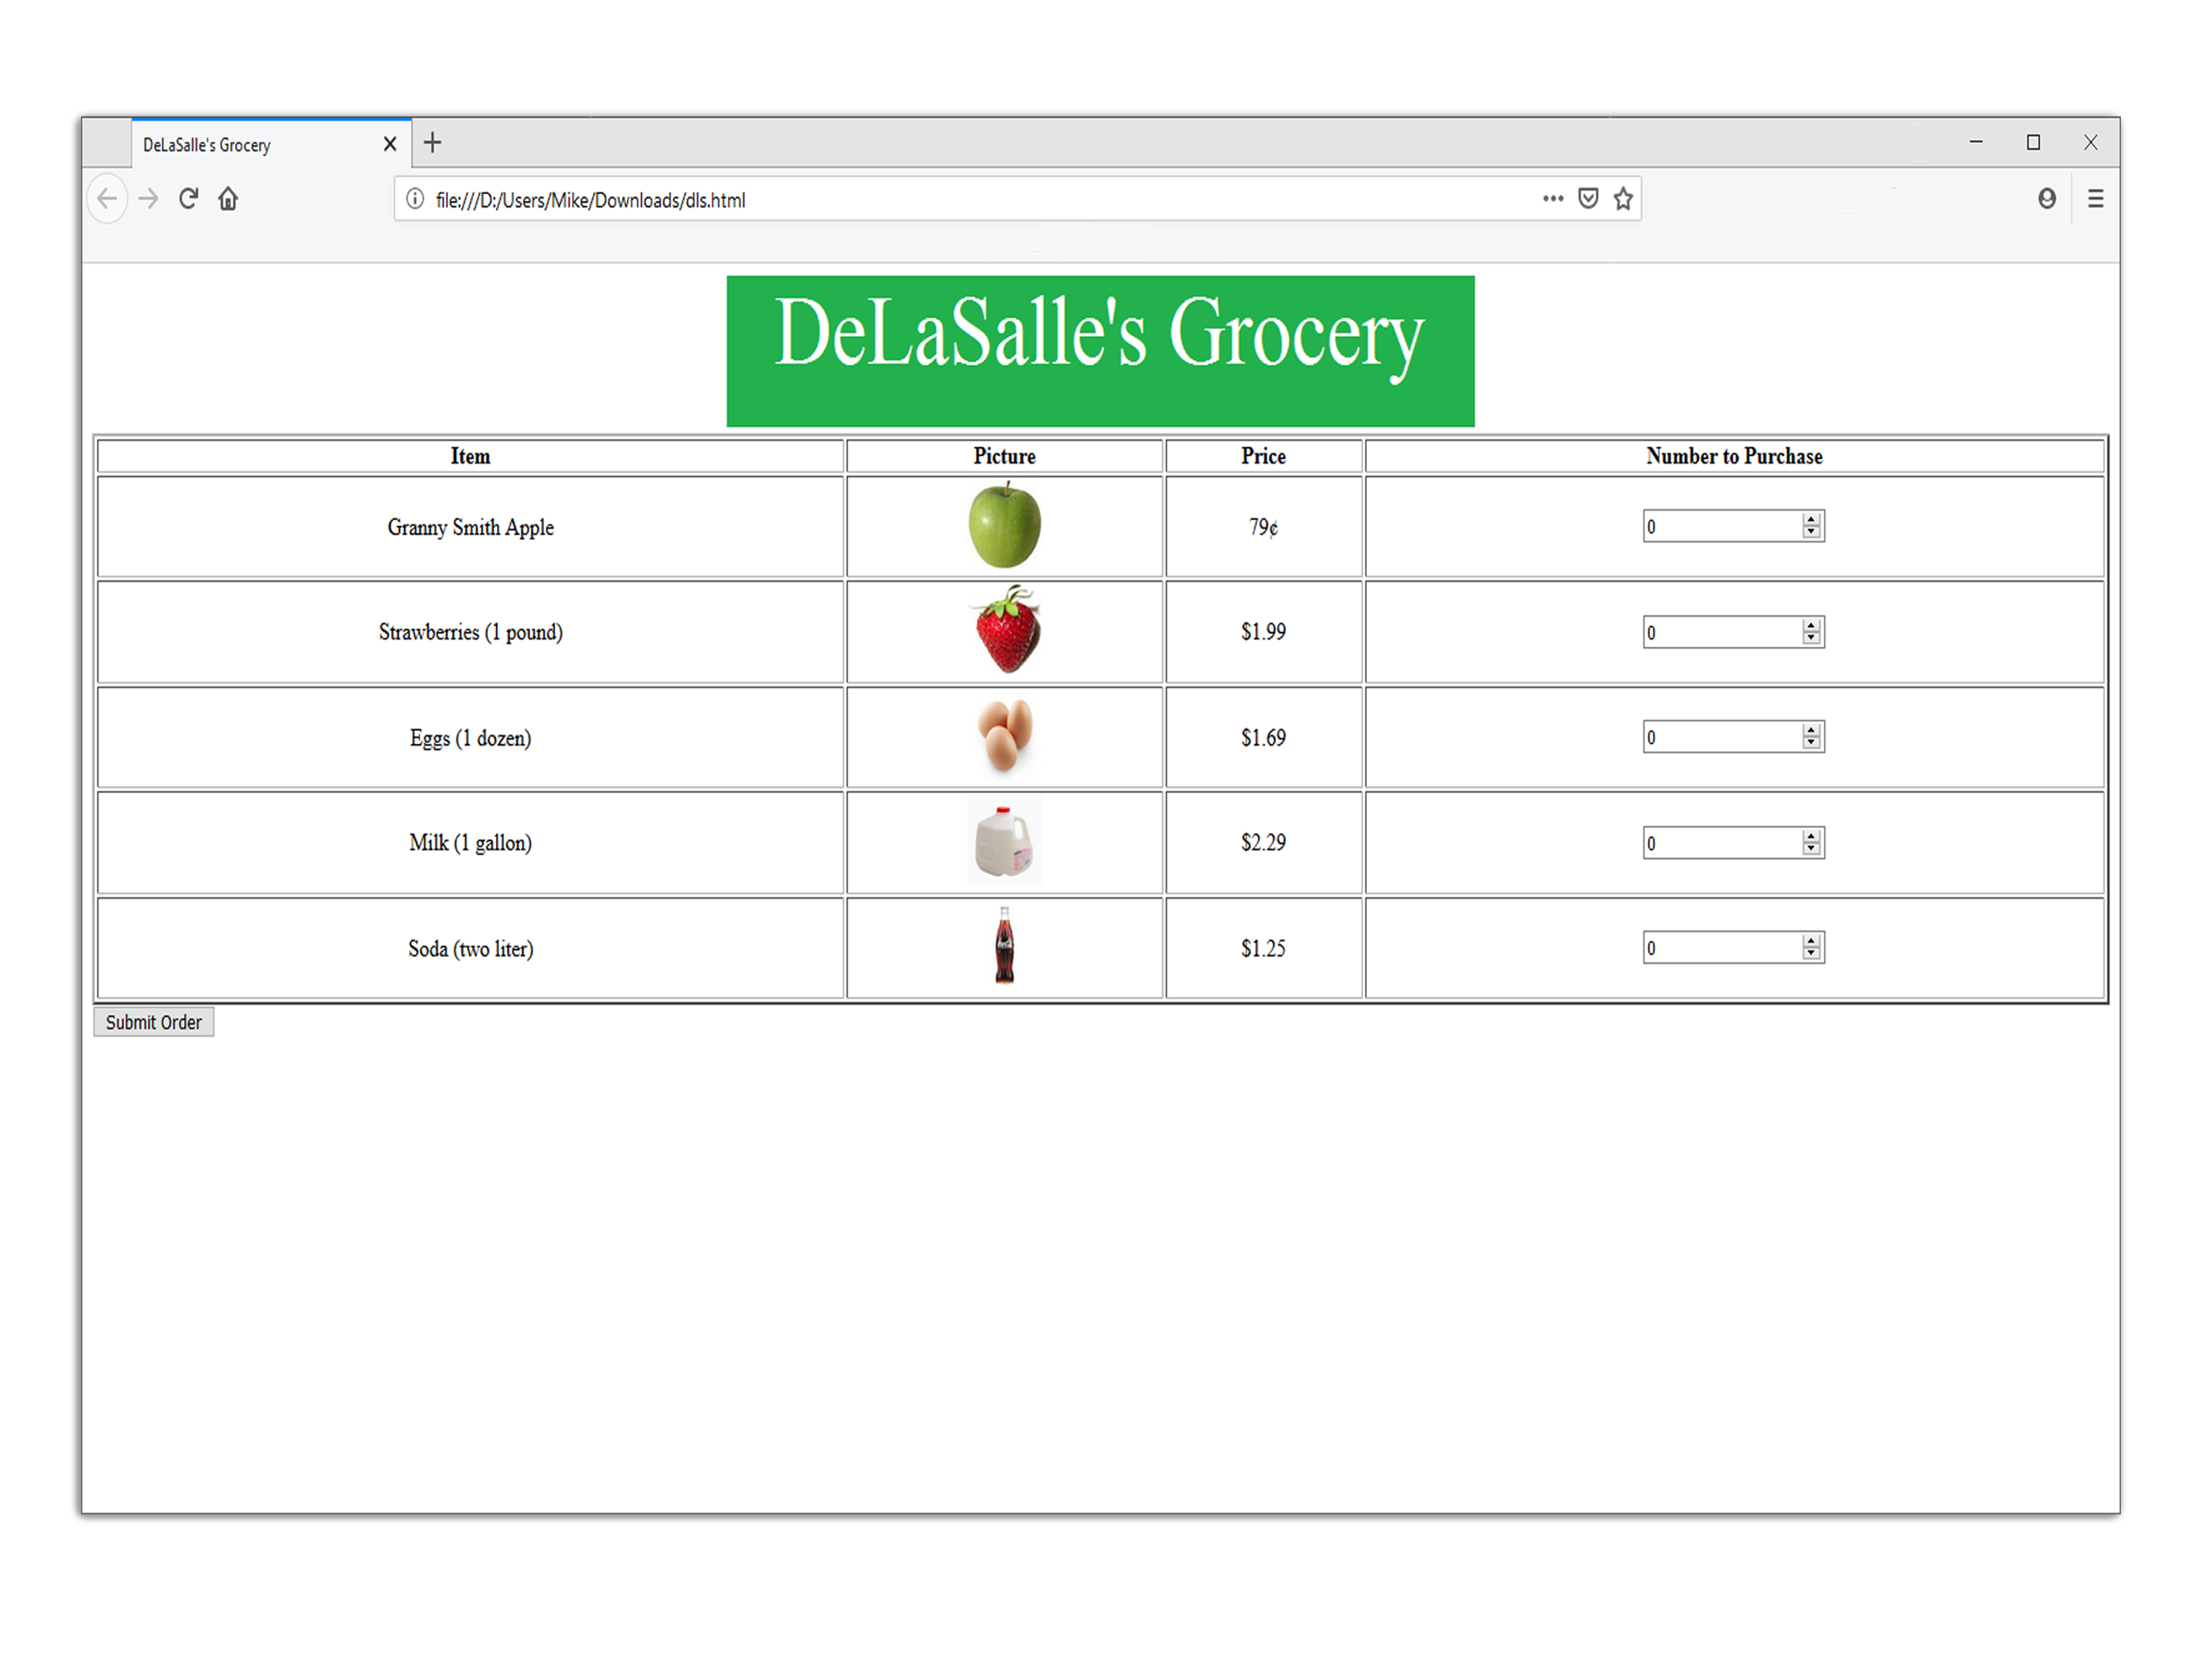 DeLaSalle's Grocery
file:///D:/Users/Mike/Downloads/dls.html
DeLaSalle's Grocery
Item Picture Price Number to Purchase
Granny Smith Apple 79¢ 0
Strawberries (1 pound) $1.99 0
Eggs (1 dozen) $1.69 0
Milk (1 gallon) $2.29 0
Soda (two liter) $1.25 0
Submit Order